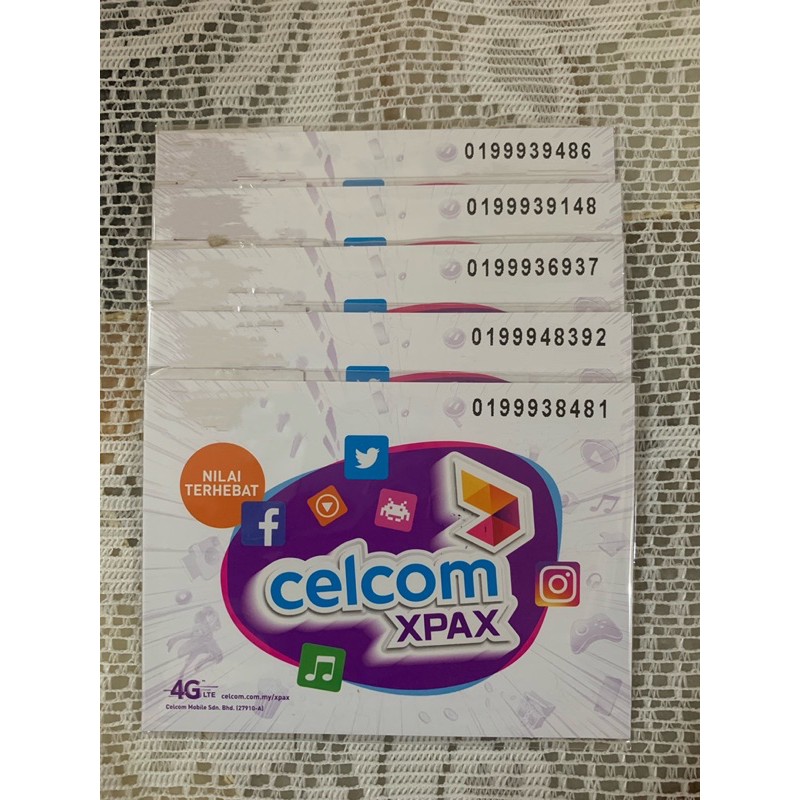 0199939486
0199939148
0199936937
0199948392
0199938481
NILAI
TERHEBAT
celcom
XPAX
4G LTE celcom.com.my/xpax
Celcom Mobile Sdn. Bhd. (27910-A)